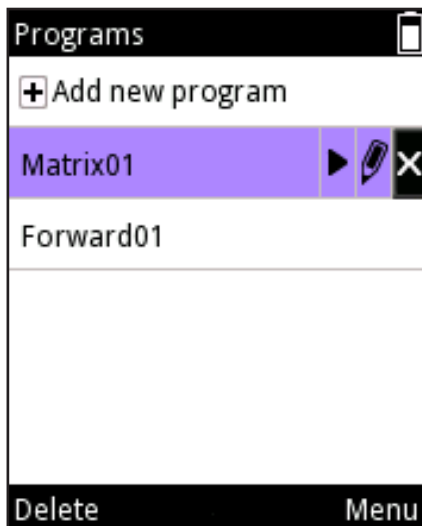 Programs
Add new program
Matrix01
Forward01
Delete Menu